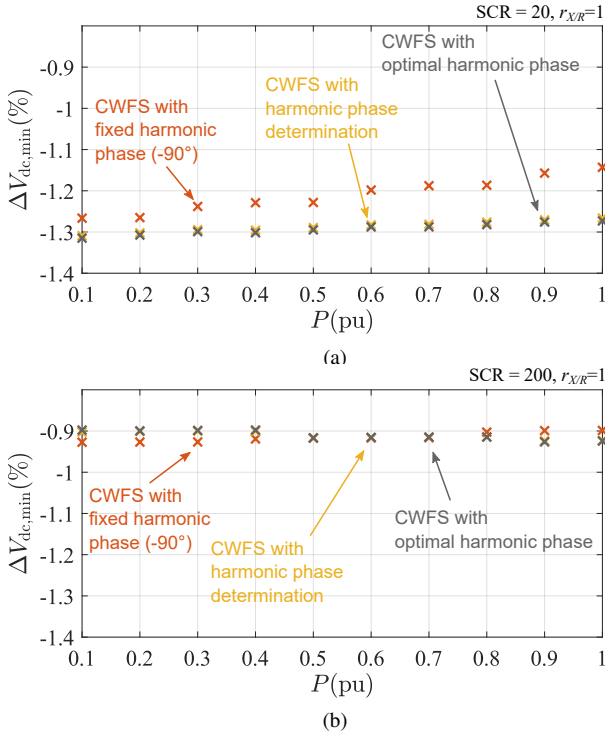 SCR = 20, rX/R=1
-0.9
-1
-1.1
-1.2
-1.3
-1.4
ΔVdc,min(%)
CWFS with
optimal harmonic phase
CWFS with
harmonic phase
determination
CWFS with
fixed harmonic
phase (-90°)
0.1 0.2 0.3 0.4 0.5 0.6 0.7 0.8 0.9 1
P(pu)
(a)
SCR = 200, rX/R=1
-0.9
-1
-1.1
-1.2
-1.3
-1.4
ΔVdc,min(%)
CWFS with
fixed harmonic
phase (-90°)
CWFS with
harmonic phase
determination
CWFS with
optimal harmonic phase
0.1 0.2 0.3 0.4 0.5 0.6 0.7 0.8 0.9 1
P(pu)
(b)